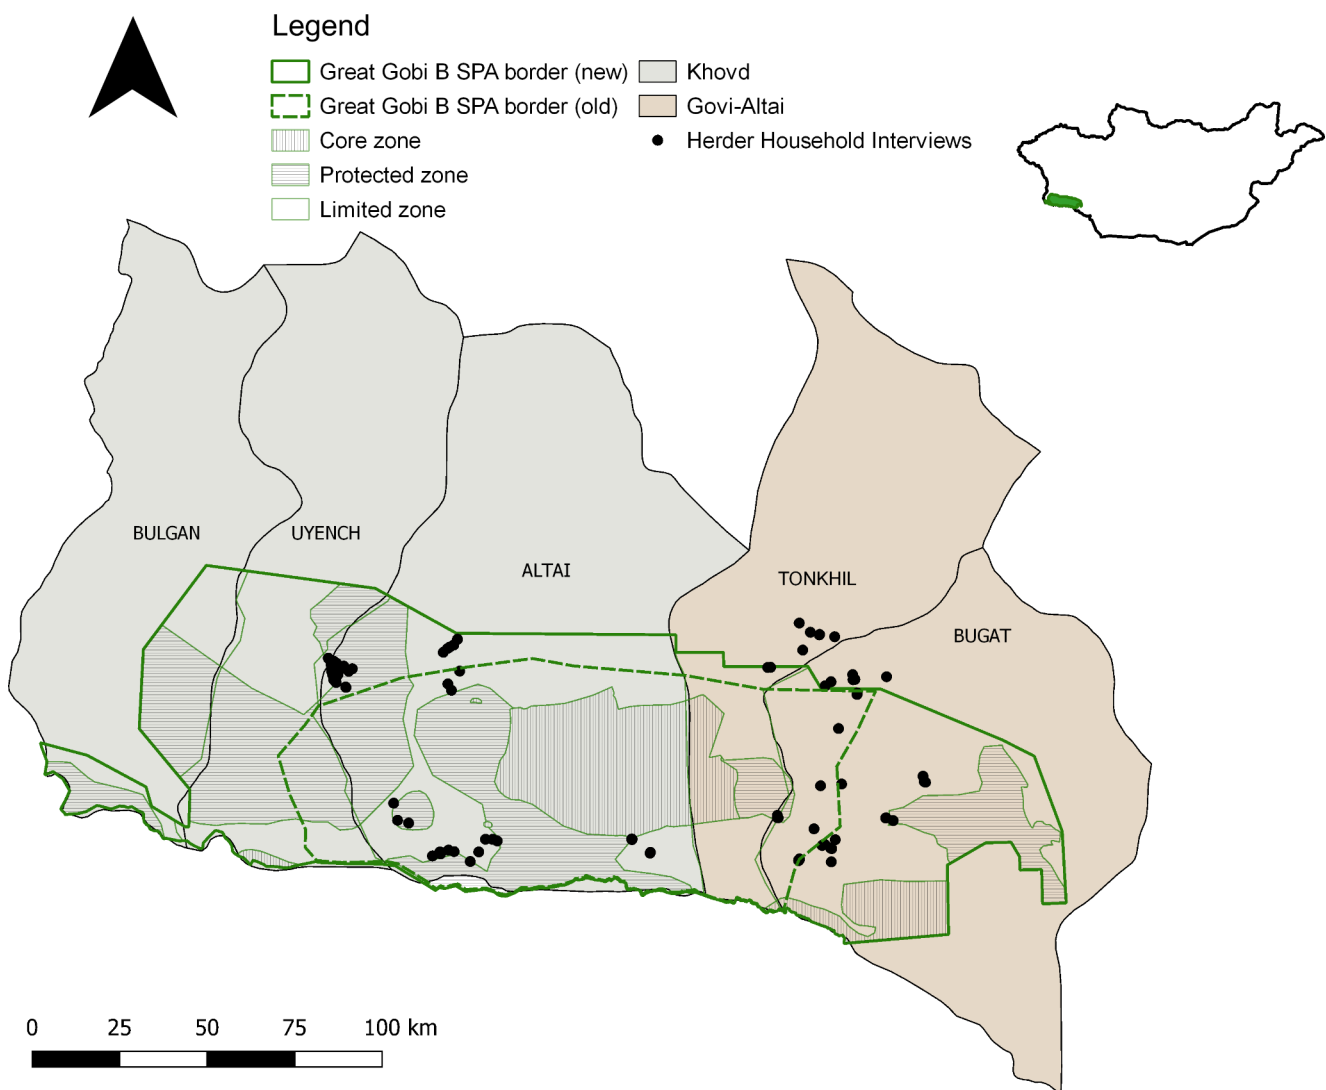 Legend
Great Gobi B SPA border (new)
Great Gobi B SPA border (old)
Core zone
Protected zone
Limited zone
Khovd
Govi-Altai
Herder Household Interviews
BULGAN
UYENCH
ALTAI
TONKHIL
BUGAT
0 25 50 75 100 km